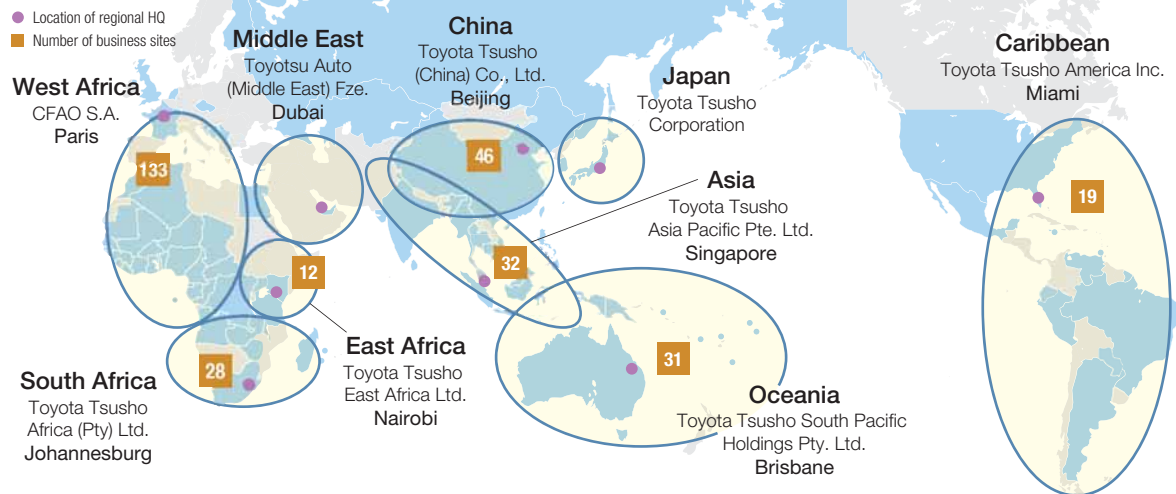 Location of regional HQ
Number of business sites
West Africa
CFAO S.A.
Paris
133
Middle East
Toyotsu Auto
(Middle East) Fze.
Dubai
China
Toyota Tsusho
(China) Co., Ltd.
Beijing
46
Japan
Toyota Tsusho
Corporation
Caribbean
Toyota Tsusho America Inc.
Miami
19
Asia
Toyota Tsusho
Asia Pacific Pte. Ltd.
Singapore
32
12
East Africa
Toyota Tsusho
East Africa Ltd.
Nairobi
28
South Africa
Toyota Tsusho
Africa (Pty) Ltd.
Johannesburg
31
Oceania
Toyota Tsusho South Pacific
Holdings Pty. Ltd.
Brisbane